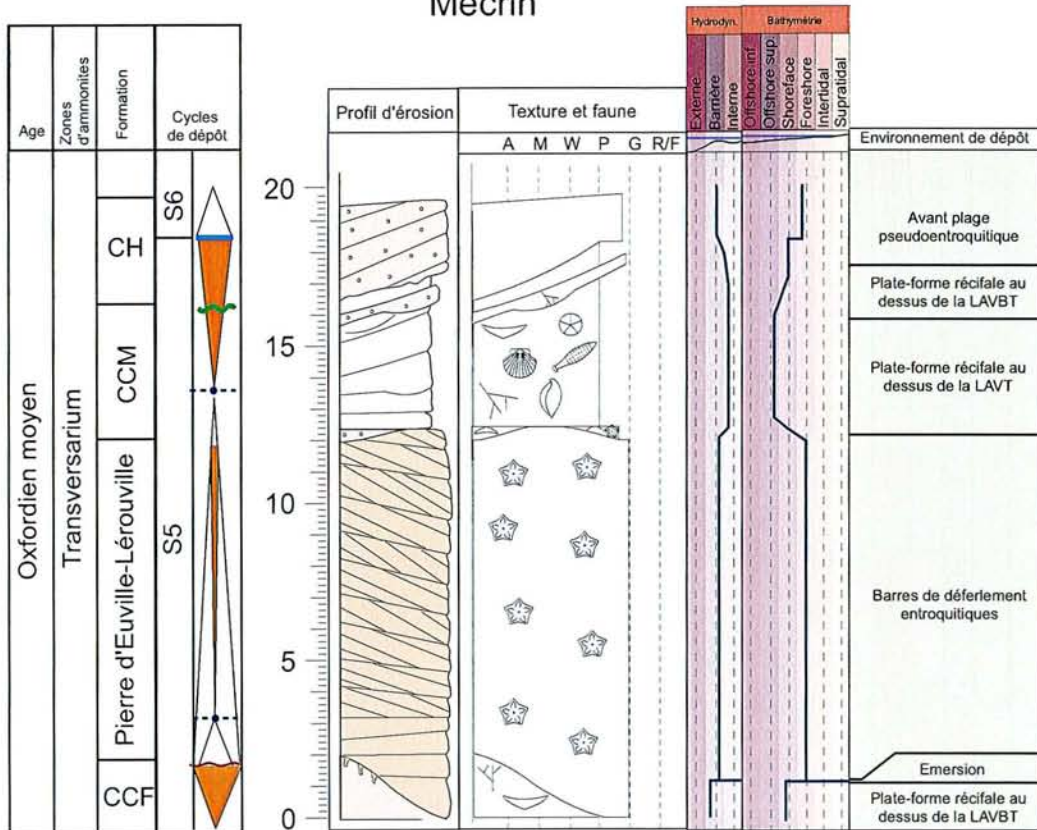 Mécrin
Age
Zones
d'ammonites
Formation
Cycles
de dépôt
Profil d'érosion
Texture et faune
A M W P G R/F
Hydrodyn.
Bathymétrie
Externe
Barrière
Interne
Offshore inf.
Offshore sup.
Shoreface
Foreshore
Intertidal
Supratidal
Environnement de dépôt
Oxfordien moyen
Transversarium
CH
CCM
Pierre d'Euville-Lérouville
CCF
S6
S5
20
15
10
5
0
Avant plage
pseudoentroquitique
Plate-forme récifale au
dessus de la LAVBT
Plate-forme récifale au
dessus de la LAVT
Barres de déferlement
entroquitiques
Emersion
Plate-forme récifale au
dessus de la LAVBT